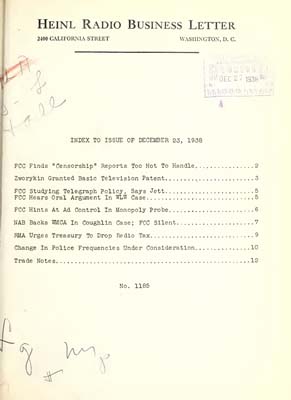 HEINL RADIO BUSINESS LETTER
2400 CALIFORNIA STREET WASHINGTON, D. C.
DEC 27 1938
INDEX TO ISSUE OF DECEMBER 23, 1938
FCC Finds "Censorship" Reports Too Hot To Handle...............2
Zworykin Granted Basic Television Patent.......................3
FCC Studying Telegraph Policy, Says Jett.......................5
FCC Hears Oral Argument In WLW Case............................5
FCC Hints At Ad Control In Monopoly Probe......................6
NAB Backs WMCA In Coughlin Case; FCC Silent....................7
RMA Urges Treasury To Drop Radio Tax...........................9
Change In Police Frequencies Under Consideration..............10
Trade Notes...................................................12
No. 1185